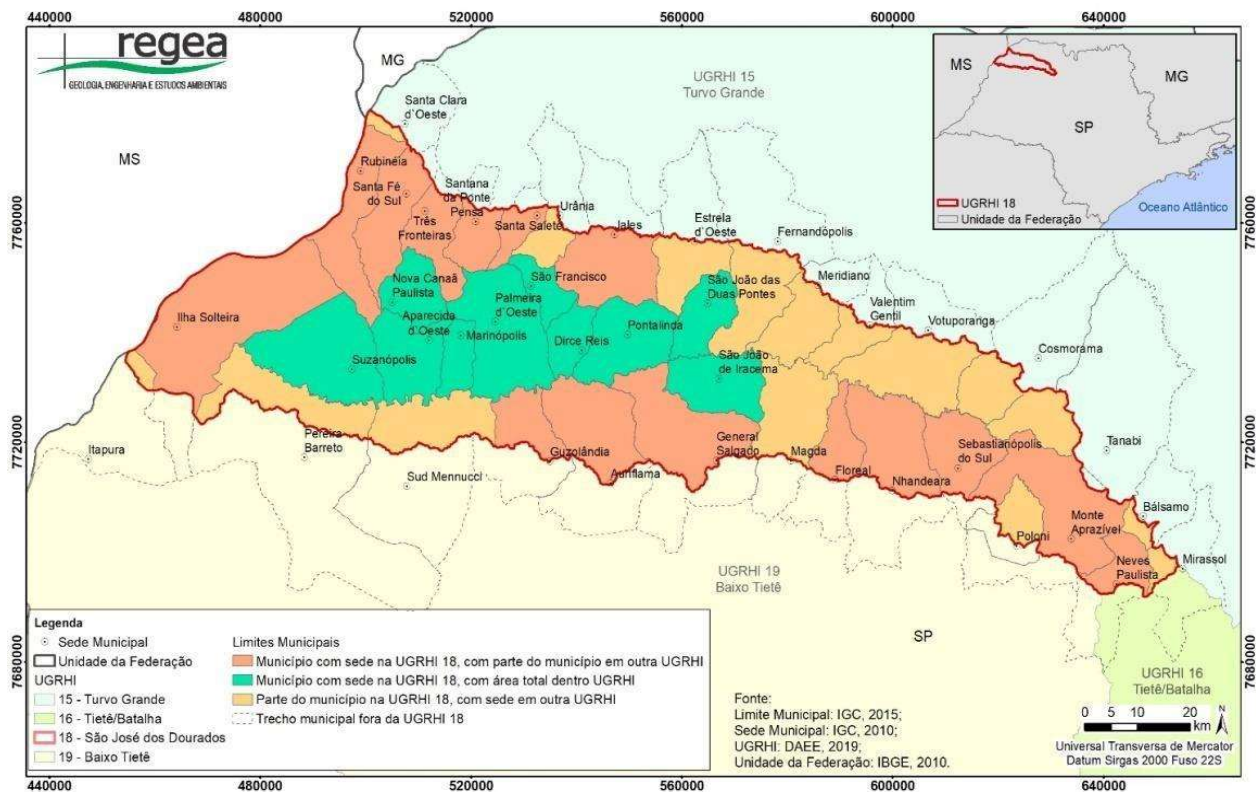 440000 480000 520000 560000 600000 640000
regea
GEOLOGIA, ENGENHARIA E ESTUDOS AMBIENTAIS
MG
MS
UGRHI 15
Turvo Grande
MS
MG
SP
Oceano Atlântico
UGRHI 18
Unidade da Federação
7760000
7760000
7720000
7720000
7680000
7680000
Santa Clara
d'Oeste
Rubinéia
Santa Fé
do Sul
Santana
da Ponte
Pensa
Três
Fronteiras
Urânia
Santa Salete
Jales
Estrela
d'Oeste
Fernandópolis
Meridiano
Valentim
Gentil
Votuporanga
Cosmorama
Nova Canaã
Paulista
São Francisco
São João das
Duas Pontes
Ilha Solteira
Aparecida
d'Oeste
Palmeira
d'Oeste
Marinópolis
Pontalinda
Dirce Reis
Suzanópolis
São João
de Iracema
Itapura
Pereira
Barreto
Sud Mennucci
Guzolândia
Auriflama
General
Salgado
Magda
Floreal
Nhandeara
Sebastianópolis
do Sul
Tanabi
Poloni
Monte
Aprazível
Bálsamo
Neves
Paulista
Mirassol
UGRHI 19
Baixo Tietê
SP
UGRHI 16
Tietê/Batalha
Legenda
Sede Municipal
Unidade da Federação
UGRHI
15 - Turvo Grande
16 - Tietê/Batalha
18 - São José dos Dourados
19 - Baixo Tietê
Limites Municipais
Município com sede na UGRHI 18, com parte do município em outra UGRHI
Município com sede na UGRHI 18, com área total dentro UGRHI
Parte do município na UGRHI 18, com sede em outra UGRHI
Trecho municipal fora da UGRHI 18
Fonte:
Limite Municipal: IGC, 2015;
Sede Municipal: IGC, 2010;
UGRHI: DAEE, 2019;
Unidade da Federação: IBGE, 2010.
0 5 10 20
km
N
Universal Transversa de Mercator
Datum Sirgas 2000 Fuso 22S
440000 480000 520000 560000 600000 640000